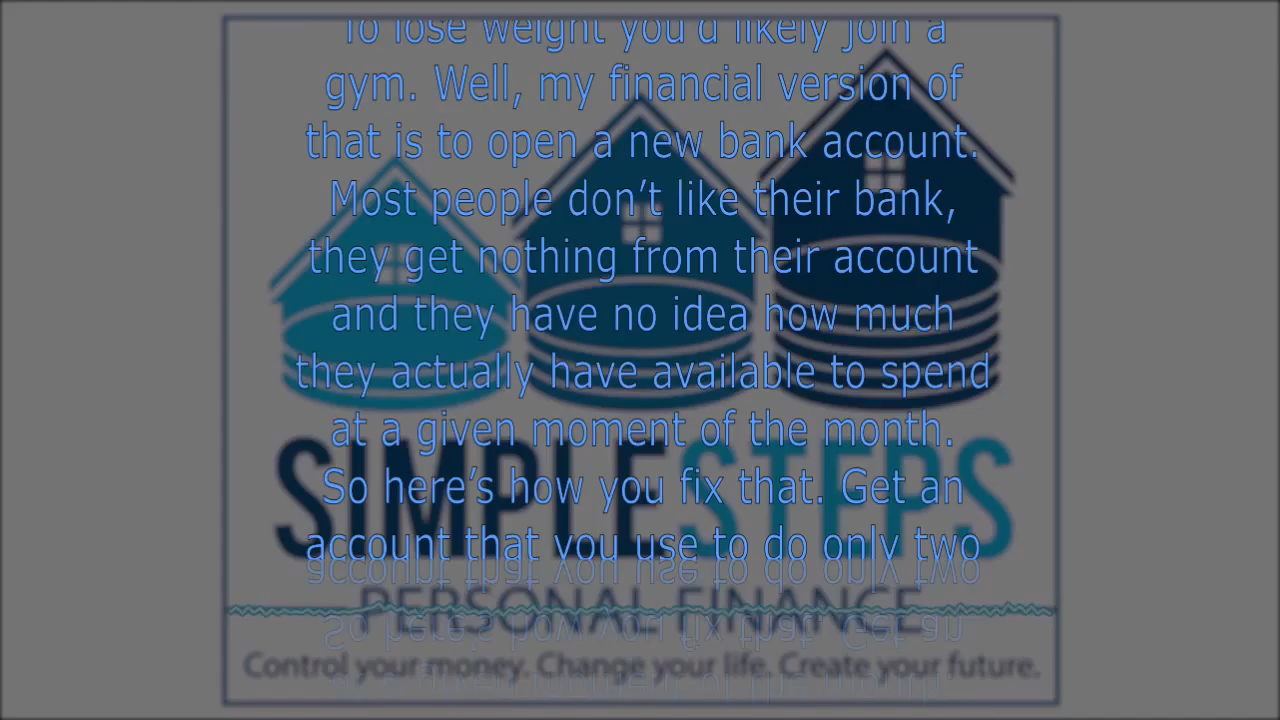 To lose weight you'd likely join a
gym. Well, my financial version of
that is to open a new bank account.
Most people don’t like their bank,
they get nothing from their account
and they have no idea how much
they actually have available to spend
at a given moment of the month.
So here’s how you fix that. Get an
account that you use to do only two
SIMPLESTEPS
PERSONAL FINANCE
Control your money. Change your life. Create your future.